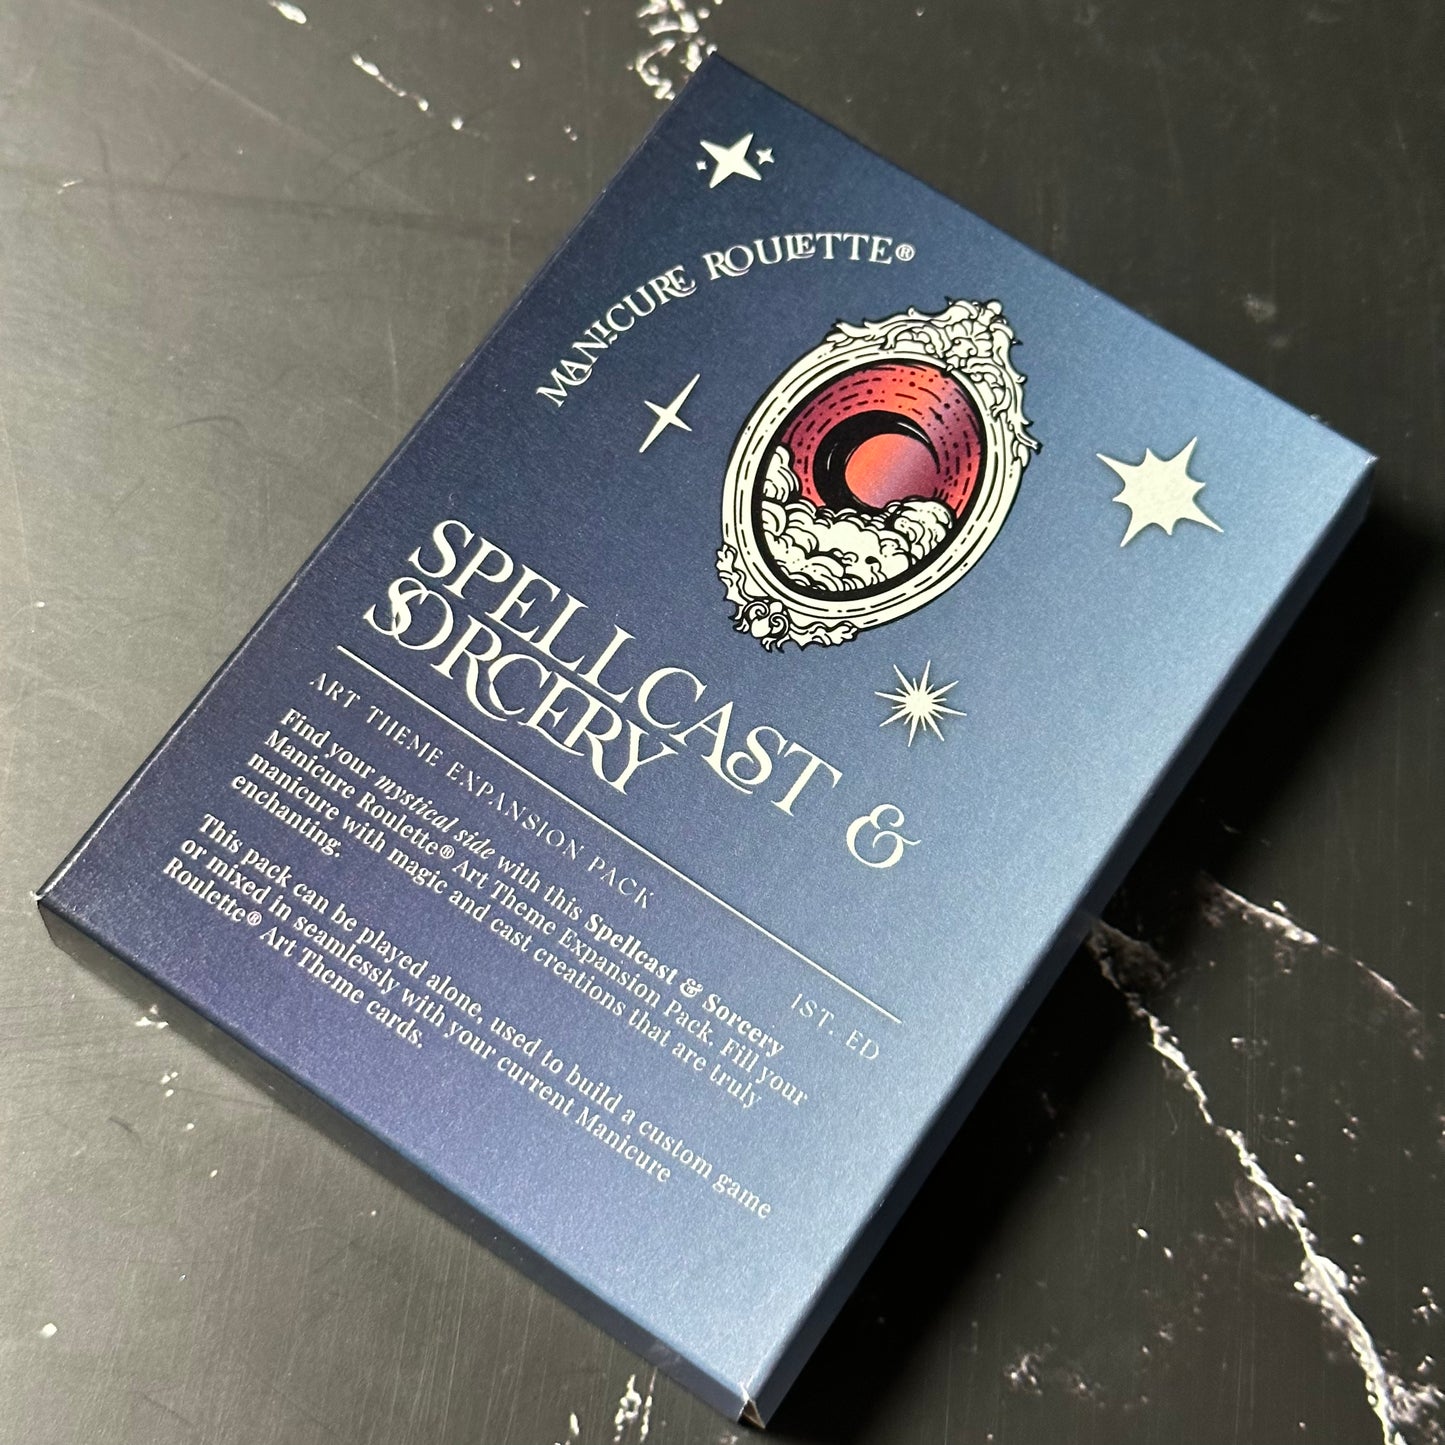 MANICURE ROULETTE®
SPELLCAST &
SORCERY
ART THEME EXPANSION PACK 1ST. ED
Find your mystical side with this Spellcast & Sorcery
Manicure Roulette® Art Theme Expansion Pack. Fill your
manicure with magic and cast creations that are truly
enchanting.
This pack can be played alone, used to build a custom game
or mixed in seamlessly with your current Manicure
Roulette® Art Theme cards.